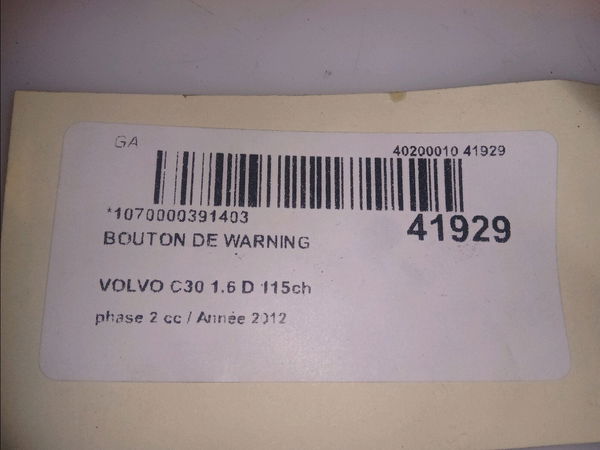 GA
40200010 41929
*1070000391403
41929
BOUTON DE WARNING
VOLVO C30 1.6 D 115ch
phase 2 cc / Année 2012